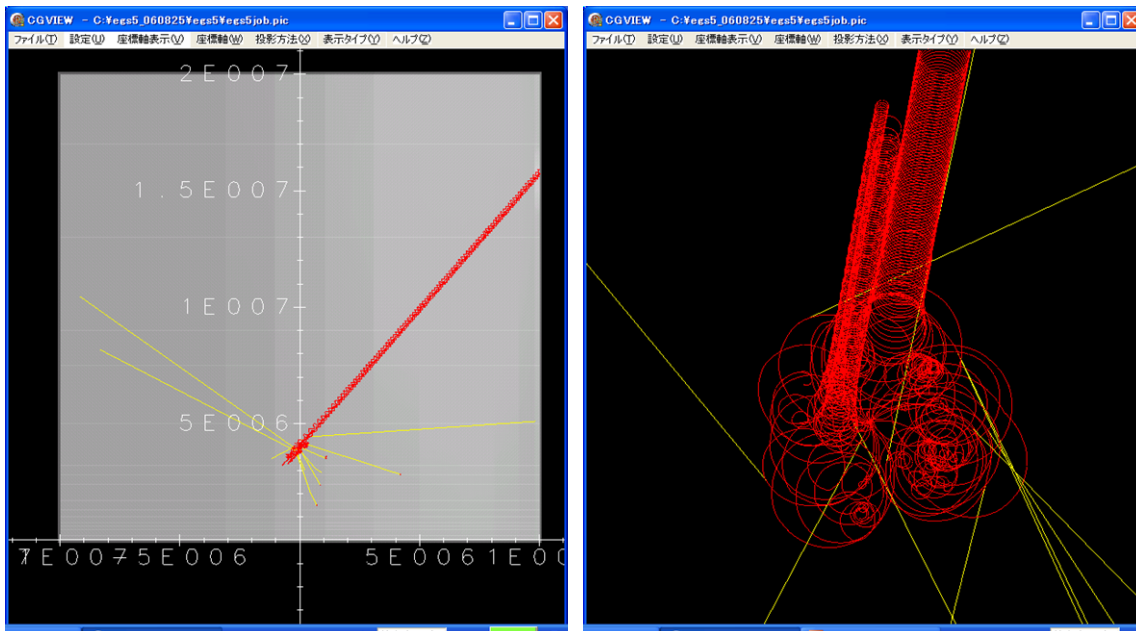 CGVIEW - C:¥egs5_060825¥egs5¥egs5job.pic
ファイル(T) 設定(U) 座標軸表示(V) 座標軸(W) 投影方法(X) 表示タイプ(Y) ヘルプ(Z)
2E007
1.5E007
1E007
5E006
5E006
CGVIEW - C:¥egs5_060825¥egs5¥egs5job.pic
ファイル(T) 設定(U) 座標軸表示(V) 座標軸(W) 投影方法(X) 表示タイプ(Y) ヘルプ(Z)